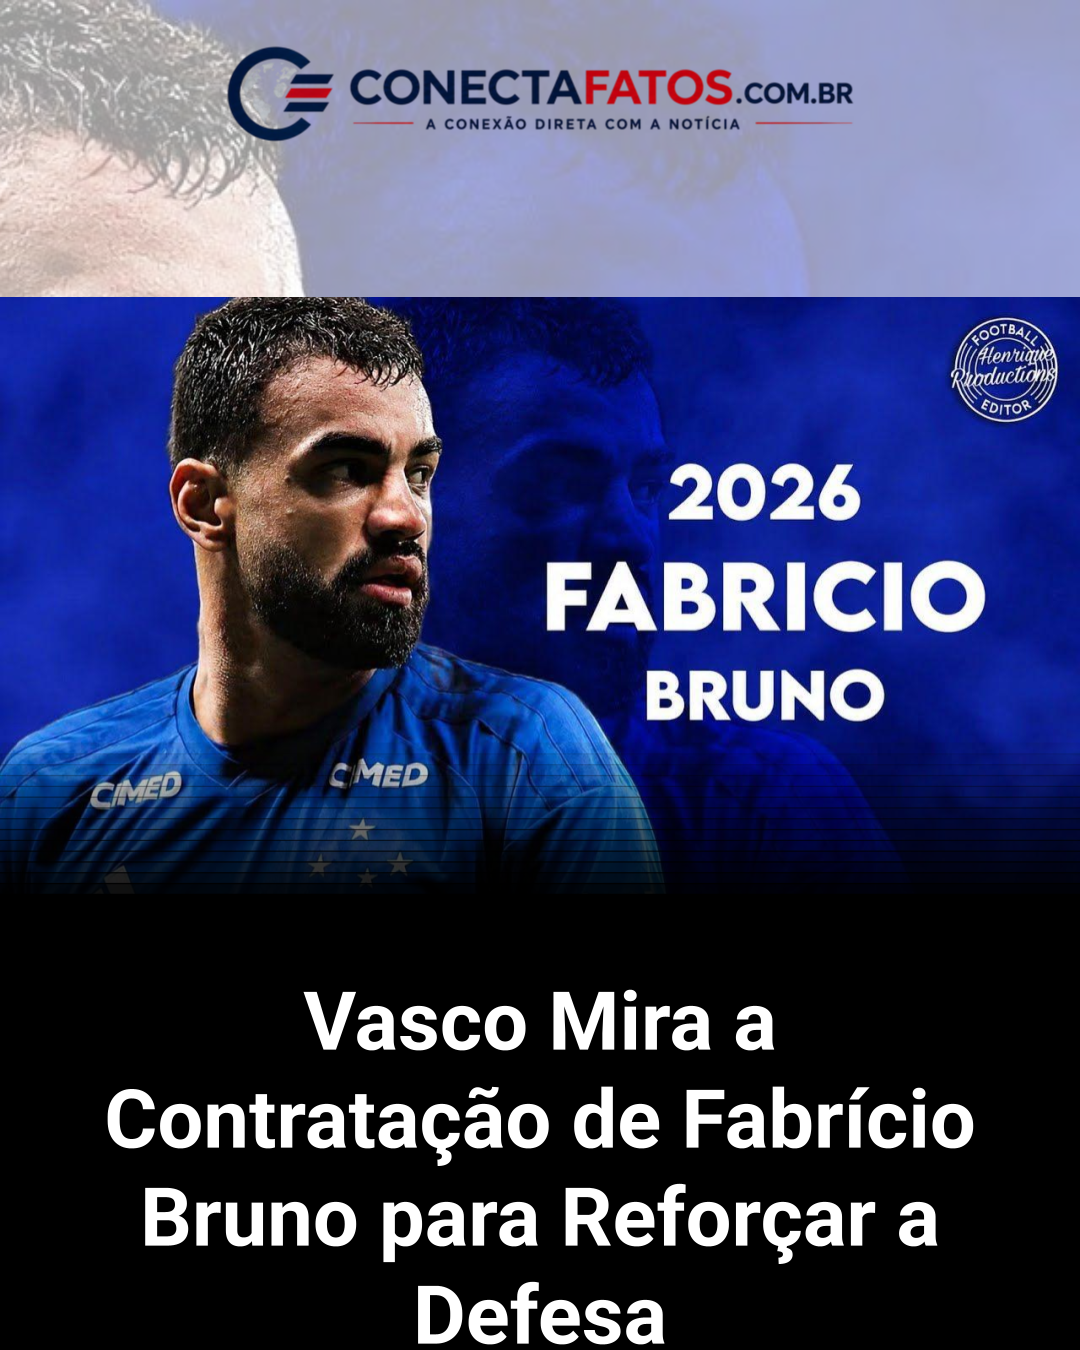 CONECTAFATOS.COM.BR
A CONEXÃO DIRETA COM A NOTÍCIA
FOOTBALL
Henrique
Productions
EDITOR
2026
FABRICIO
BRUNO
CIMED CIMED
Vasco Mira a
Contratação de Fabrício
Bruno para Reforçar a
Defesa